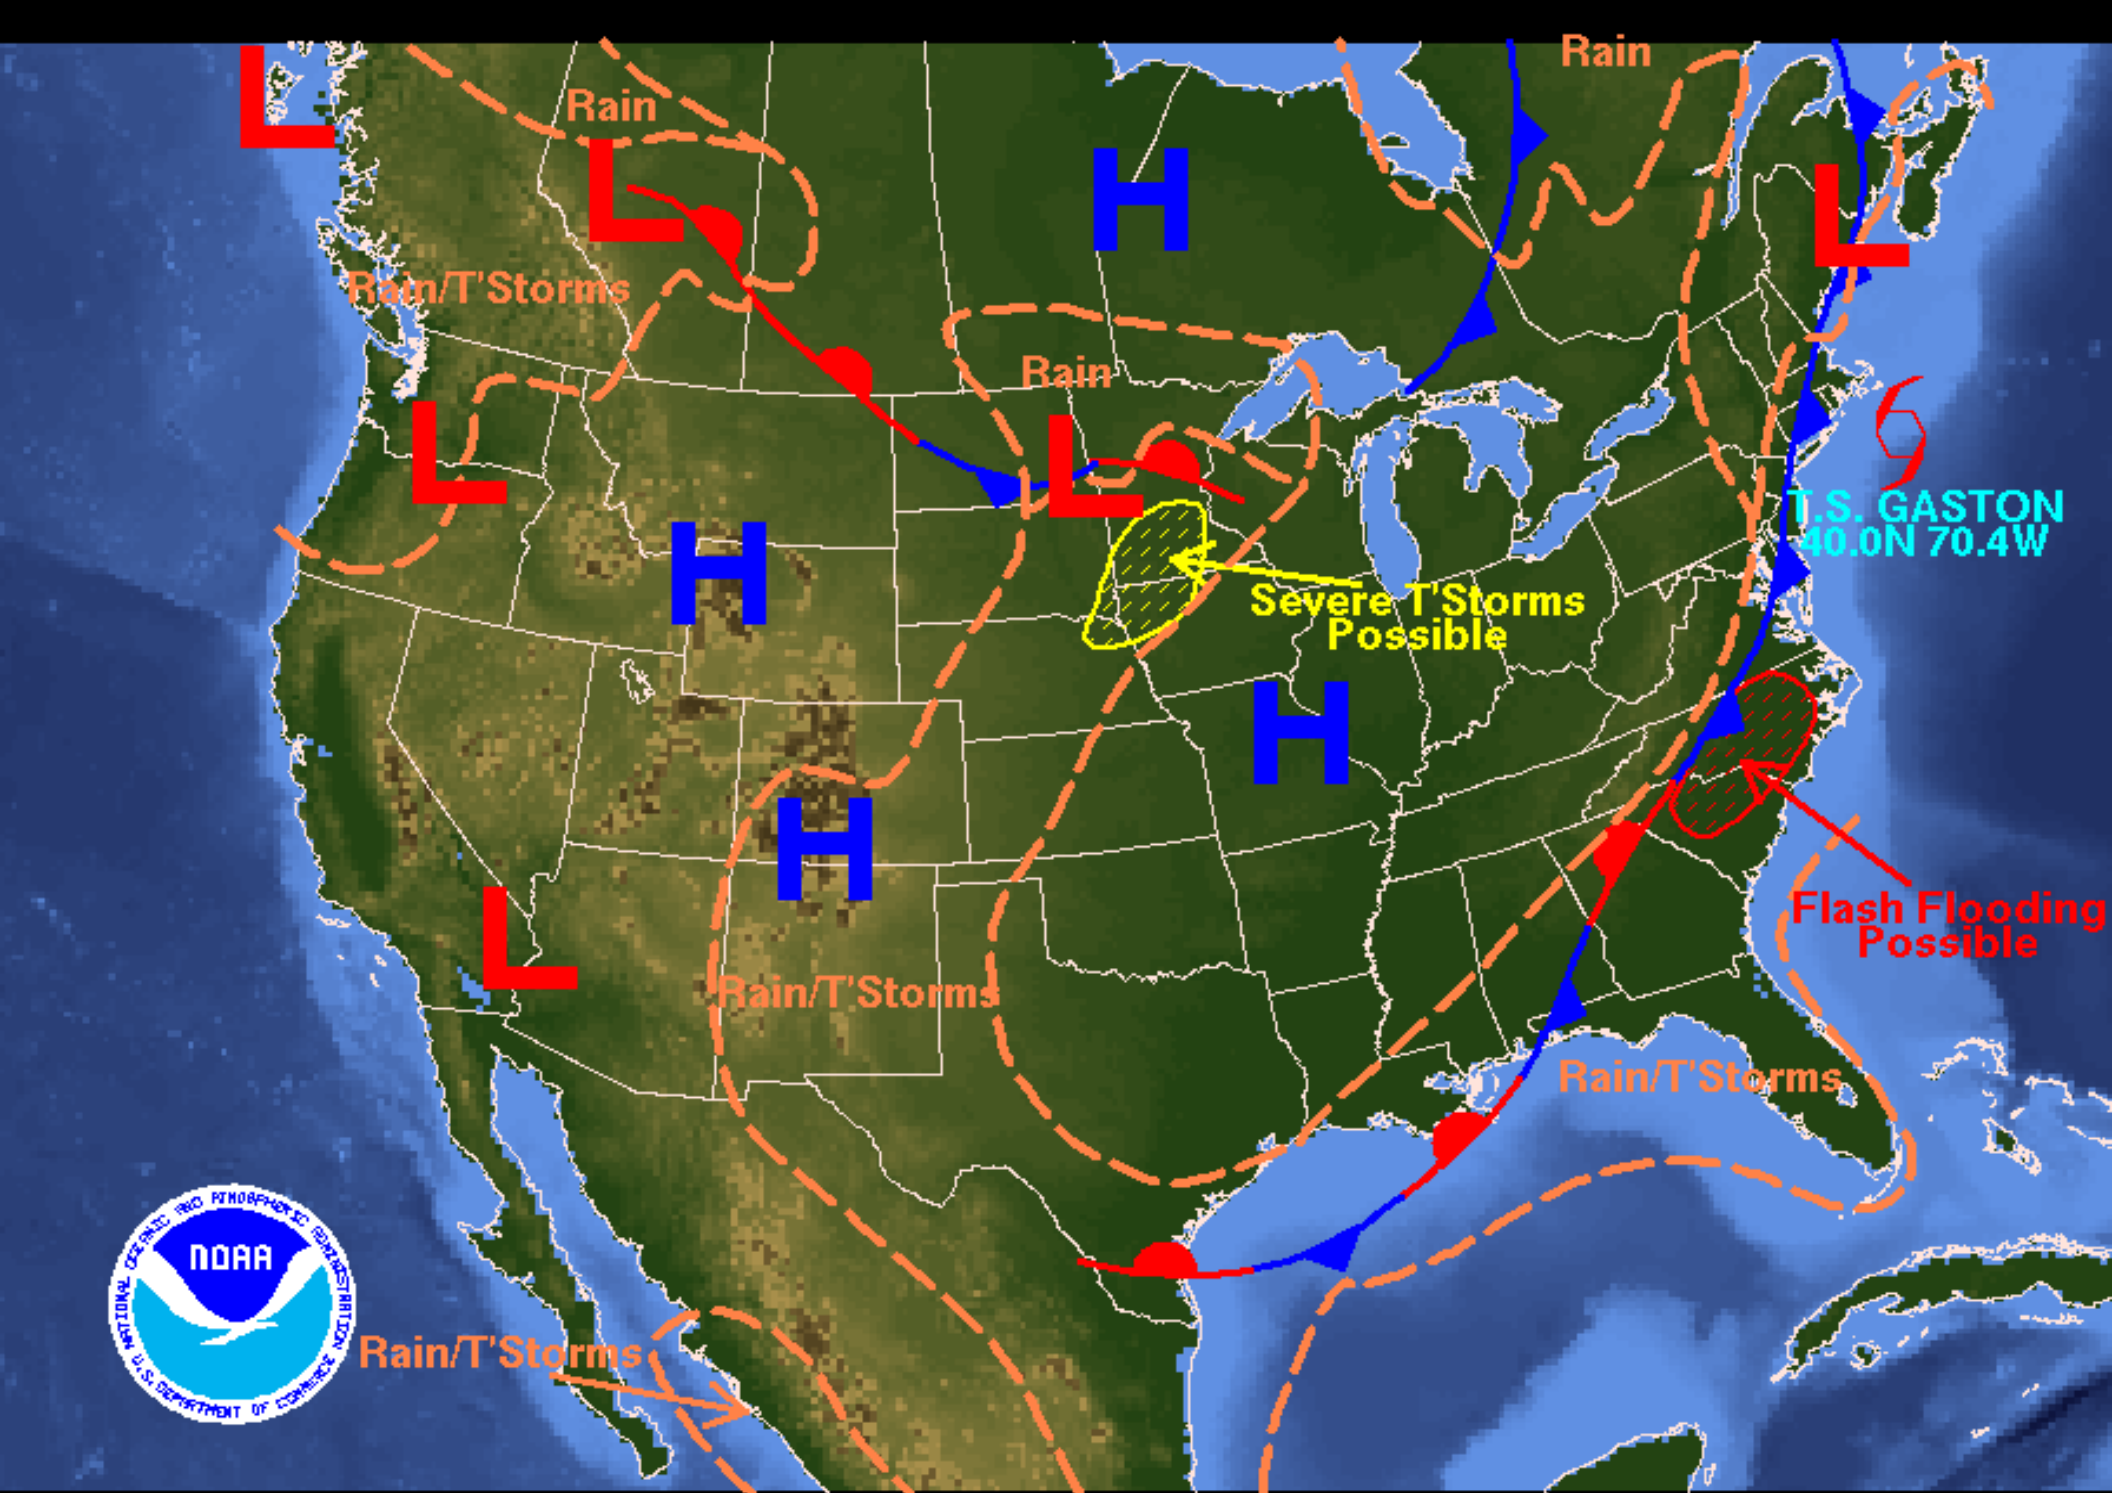 Rain
Rain
L
L
H
L
Rain/T'Storms
Rain
L
L
T.S. GASTON
40.0N 70.4W
H
Severe T'Storms
Possible
H
H
Flash Flooding
Possible
L
Rain/T'Storms
Rain/T'Storms
NATIONAL OCEANIC AND ATMOSPHERIC ADMINISTRATION
NOAA
U.S. DEPARTMENT OF COMMERCE
Rain/T'Storms